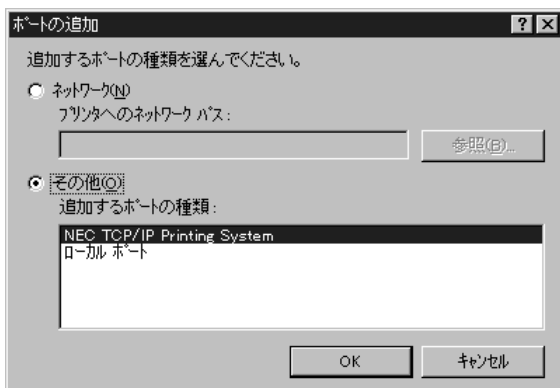 ﾎﾟｰﾄの追加
追加するﾎﾟｰﾄの種類を選んでください。
ﾈｯﾄﾜｰｸ(N)
ﾌﾟﾘﾝﾀへのﾈｯﾄﾜｰｸ ﾊﾟｽ:
参照(B)...
その他(O)
追加するﾎﾟｰﾄの種類:
NEC TCP/IP Printing System
ﾛｰｶﾙ ﾎﾟｰﾄ
OK
ｷｬﾝｾﾙ